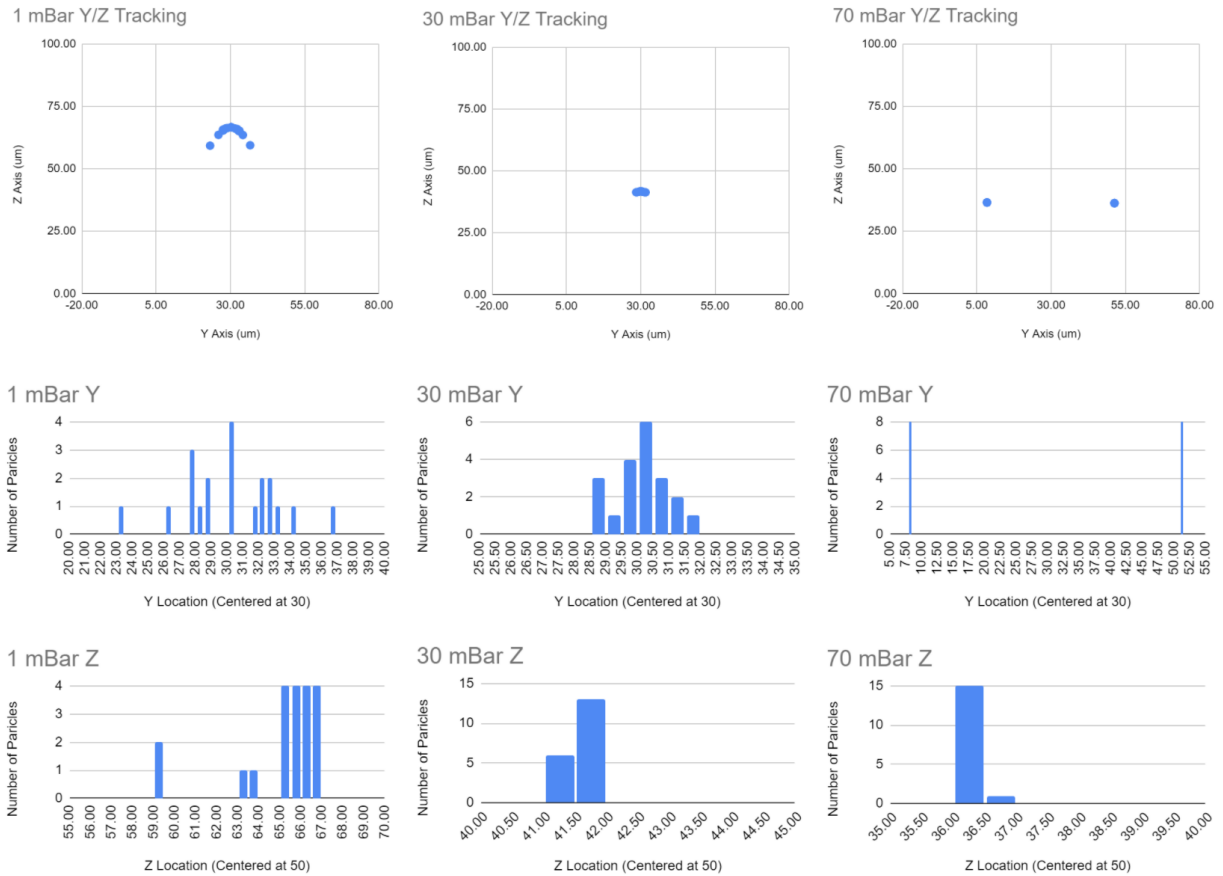 1 mBar Y/Z Tracking
100.00
75.00
50.00
25.00
0.00
Z Axis (um)
-20.00 5.00 30.00 55.00 80.00
Y Axis (um)
30 mBar Y/Z Tracking
100.00
75.00
50.00
25.00
0.00
Z Axis (um)
-20.00 5.00 30.00 55.00 80.00
Y Axis (um)
70 mBar Y/Z Tracking
100.00
75.00
50.00
25.00
0.00
Z Axis (um)
-20.00 5.00 30.00 55.00 80.00
Y Axis (um)
1 mBar Y
4
3
2
1
0
Number of Paricles
20.00 21.00 22.00 23.00 24.00 25.00 26.00 27.00 28.00 29.00 30.00 31.00 32.00 33.00 34.00 35.00 36.00 37.00 38.00 39.00 40.00
Y Location (Centered at 30)
30 mBar Y
6
4
2
0
Number of Paricles
25.00 25.50 26.00 26.50 27.00 27.50 28.00 28.50 29.00 29.50 30.00 30.50 31.00 31.50 32.00 32.50 33.00 33.50 34.00 34.50 35.00
Y Location (Centered at 30)
70 mBar Y
8
6
4
2
0
Number of Paricles
5.00 7.50 10.00 12.50 15.00 17.50 20.00 22.50 25.00 27.50 30.00 32.50 35.00 37.50 40.00 42.50 45.00 47.50 50.00 52.50 55.00
Y Location (Centered at 30)
1 mBar Z
4
3
2
1
0
Number of Paricles
55.00 56.00 57.00 58.00 59.00 60.00 61.00 62.00 63.00 64.00 65.00 66.00 67.00 68.00 69.00 70.00
Z Location (Centered at 50)
30 mBar Z
15
10
5
0
Number of Paricles
40.00 40.50 41.00 41.50 42.00 42.50 43.00 43.50 44.00 44.50 45.00
Z Location (Centered at 50)
70 mBar Z
15
10
5
0
Number of Paricles
35.00 35.50 36.00 36.50 37.00 37.50 38.00 38.50 39.00 39.50 40.00
Z Location (Centered at 50)